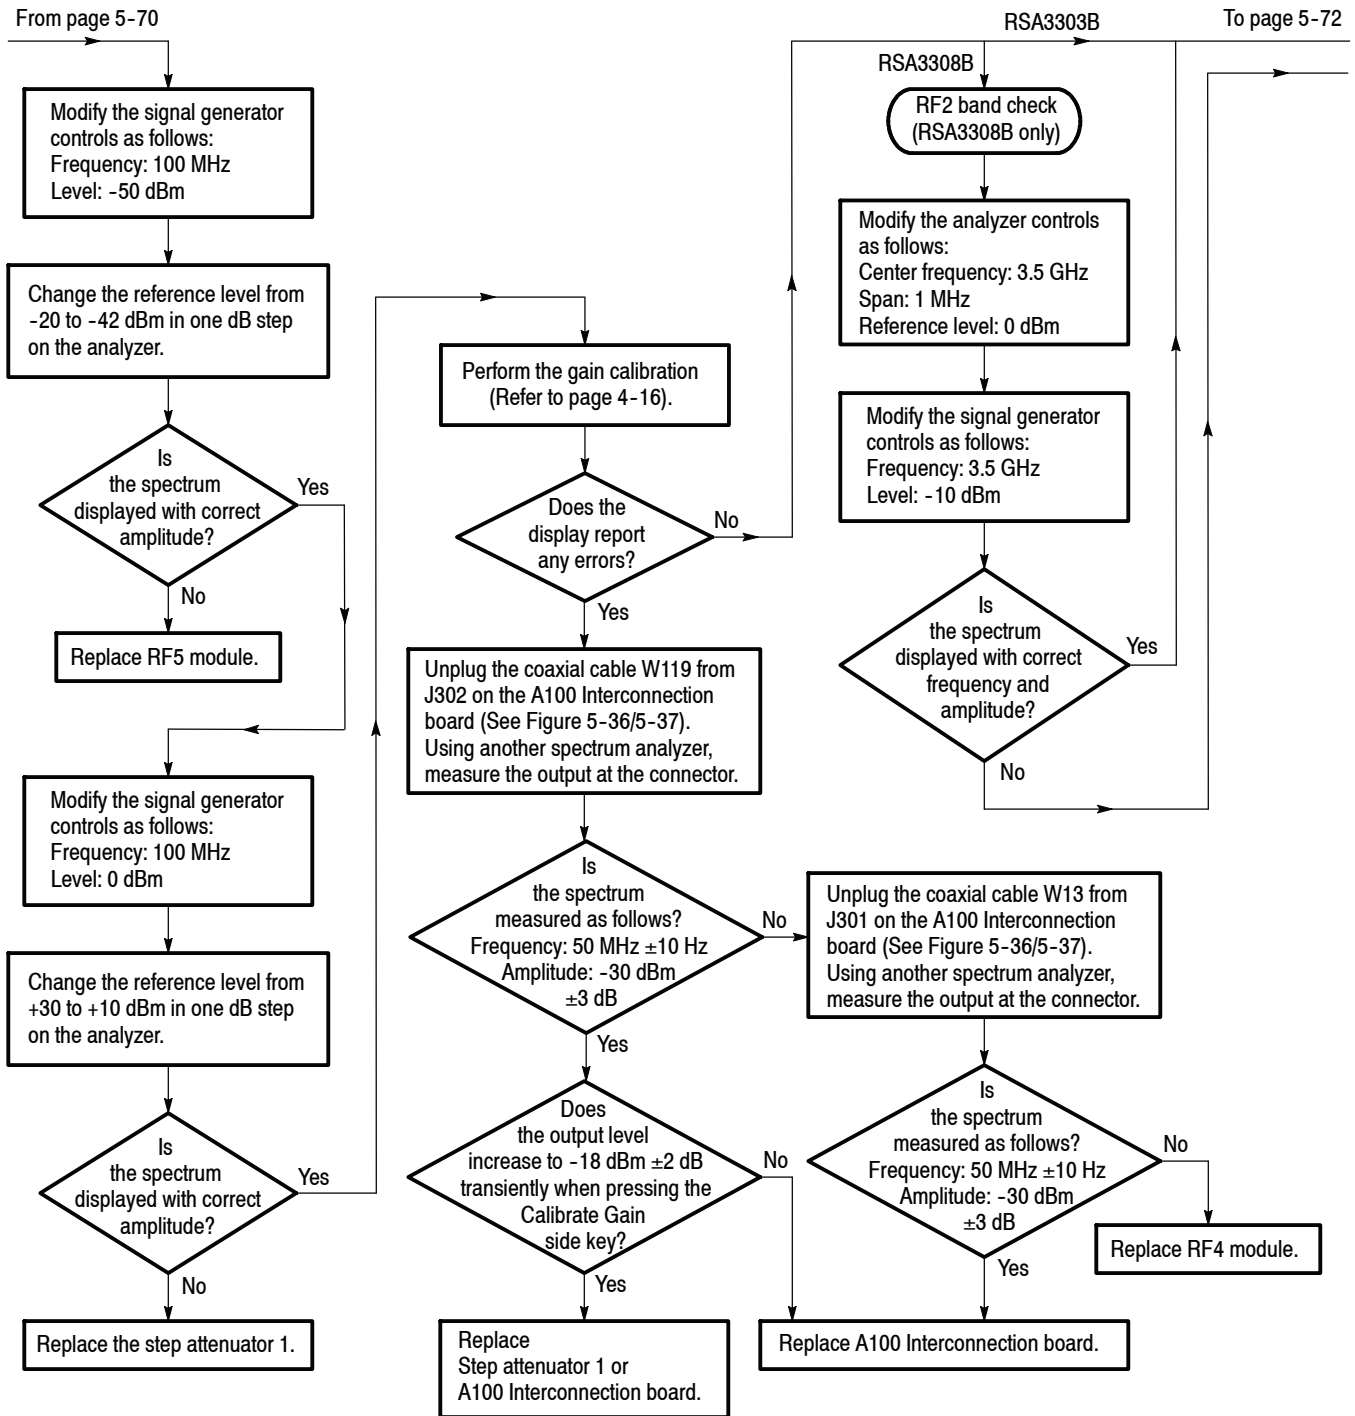 From page 5-70
RSA3303B
To page 5-72
RSA3308B
Modify the signal generator
controls as follows:
Frequency: 100 MHz
Level: -50 dBm
Change the reference level from
-20 to -42 dBm in one dB step
on the analyzer.
Is
the spectrum
displayed with correct
amplitude?
Yes
No
Replace RF5 module.
Modify the signal generator
controls as follows:
Frequency: 100 MHz
Level: 0 dBm
Change the reference level from
+30 to +10 dBm in one dB step
on the analyzer.
Is
the spectrum
displayed with correct
amplitude?
Yes
No
Replace the step attenuator 1.
Perform the gain calibration
(Refer to page 4-16).
Does the
display report
any errors?
No
Yes
Unplug the coaxial cable W119 from
J302 on the A100 Interconnection
board (See Figure 5-36/5-37).
Using another spectrum analyzer,
measure the output at the connector.
Is
the spectrum
measured as follows?
Frequency: 50 MHz ±10 Hz
Amplitude: -30 dBm
±3 dB
No
Yes
Does
the output level
increase to -18 dBm ±2 dB
transiently when pressing the
Calibrate Gain
side key?
No
Yes
Replace
Step attenuator 1 or
A100 Interconnection board.
RF2 band check
(RSA3308B only)
Modify the analyzer controls
as follows:
Center frequency: 3.5 GHz
Span: 1 MHz
Reference level: 0 dBm
Modify the signal generator
controls as follows:
Frequency: 3.5 GHz
Level: -10 dBm
Is
the spectrum
displayed with correct
frequency and
amplitude?
Yes
No
Unplug the coaxial cable W13 from
J301 on the A100 Interconnection
board (See Figure 5-36/5-37).
Using another spectrum analyzer,
measure the output at the connector.
Is
the spectrum
measured as follows?
Frequency: 50 MHz ±10 Hz
Amplitude: -30 dBm
±3 dB
No
Replace RF4 module.
Yes
Replace A100 Interconnection board.